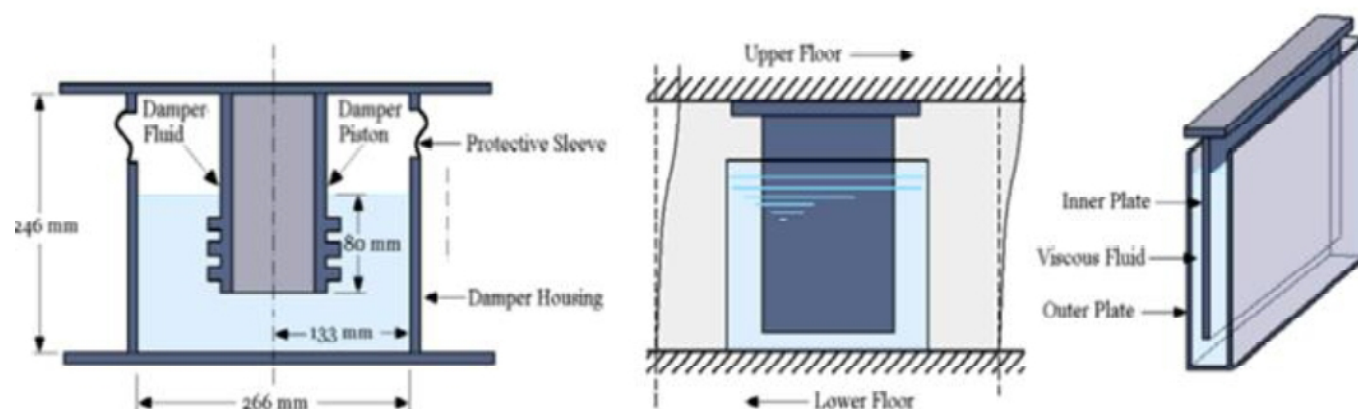 Damper
Fluid
Damper
Piston
Protective Sleeve
246 mm
80 mm
Damper Housing
133 mm
266 mm
Upper Floor
Lower Floor
Inner Plate
Viscous Fluid
Outer Plate